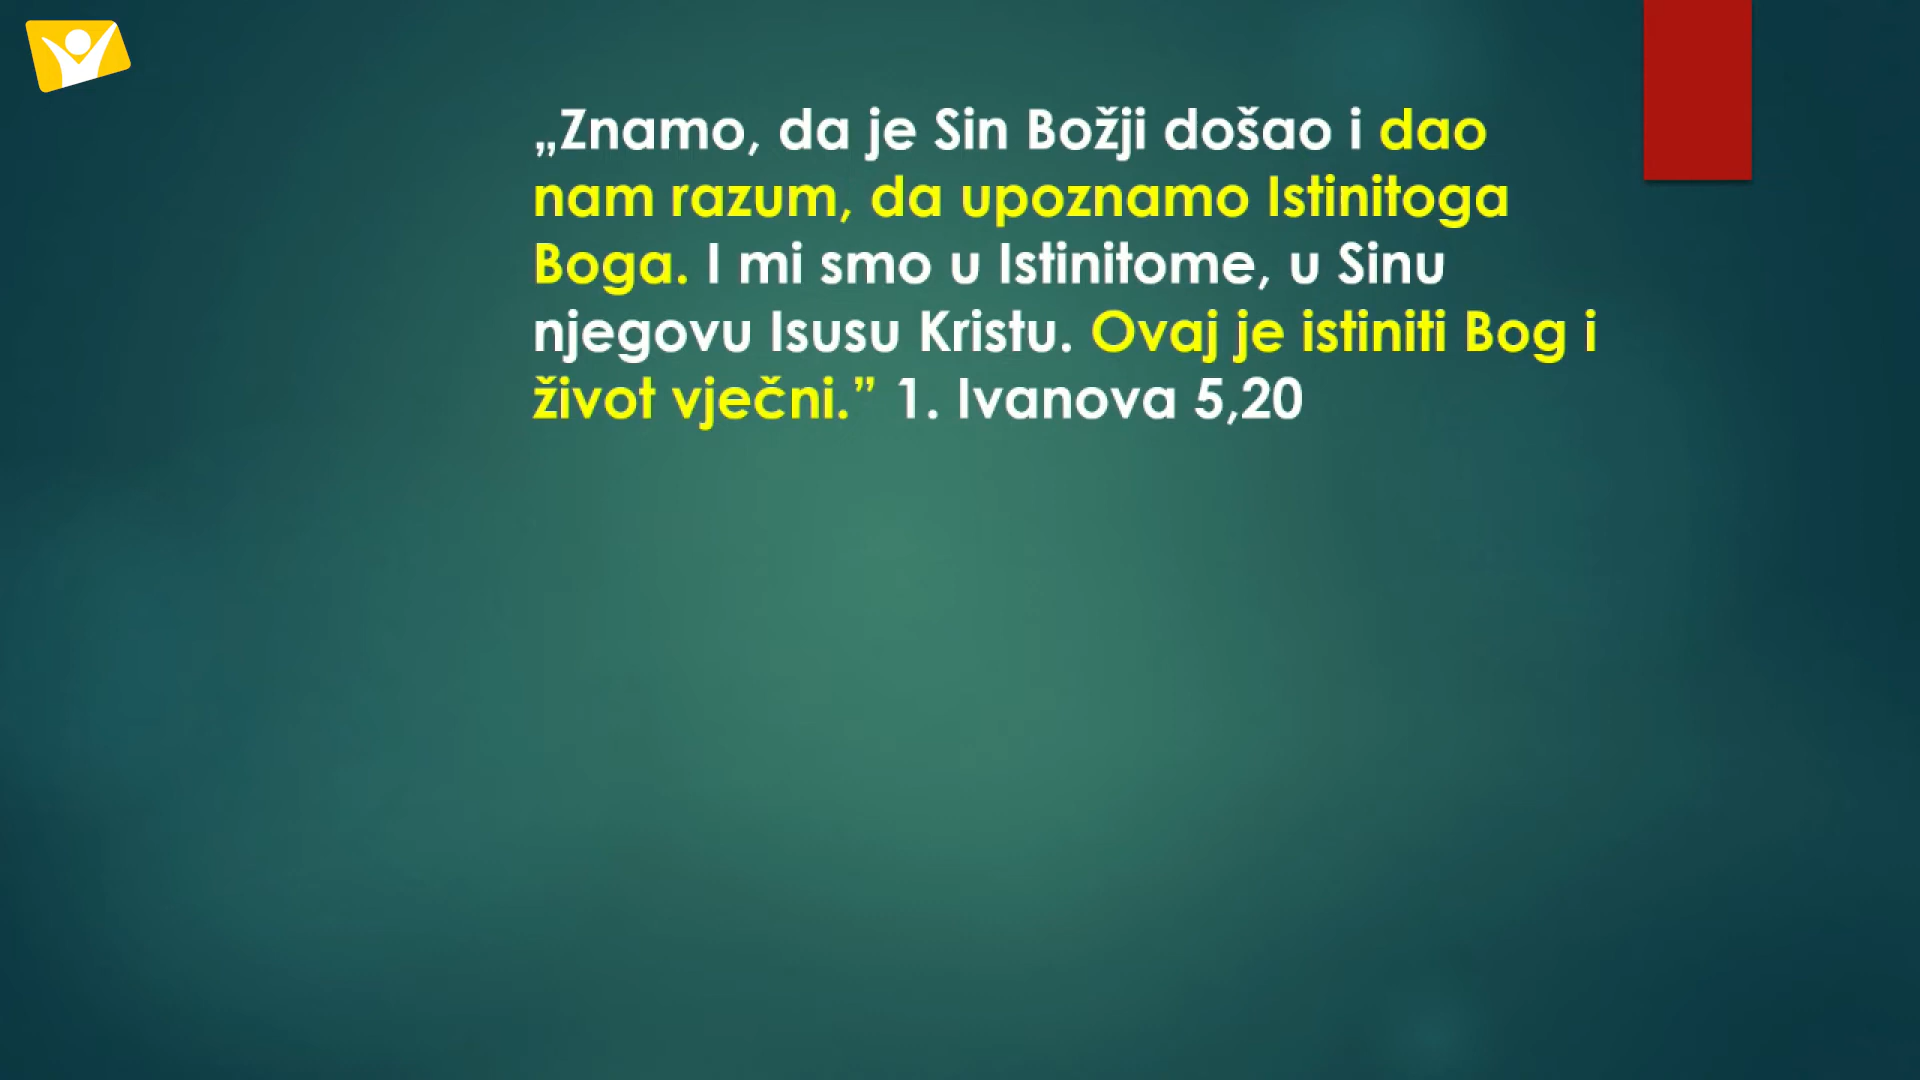 „Znamo, da je Sin Božji došao i dao
nam razum, da upoznamo Istinitoga
Boga. I mi smo u Istinitome, u Sinu
njegovu Isusu Kristu. Ovaj je istiniti Bog i
život vječni.” 1. Ivanova 5,20